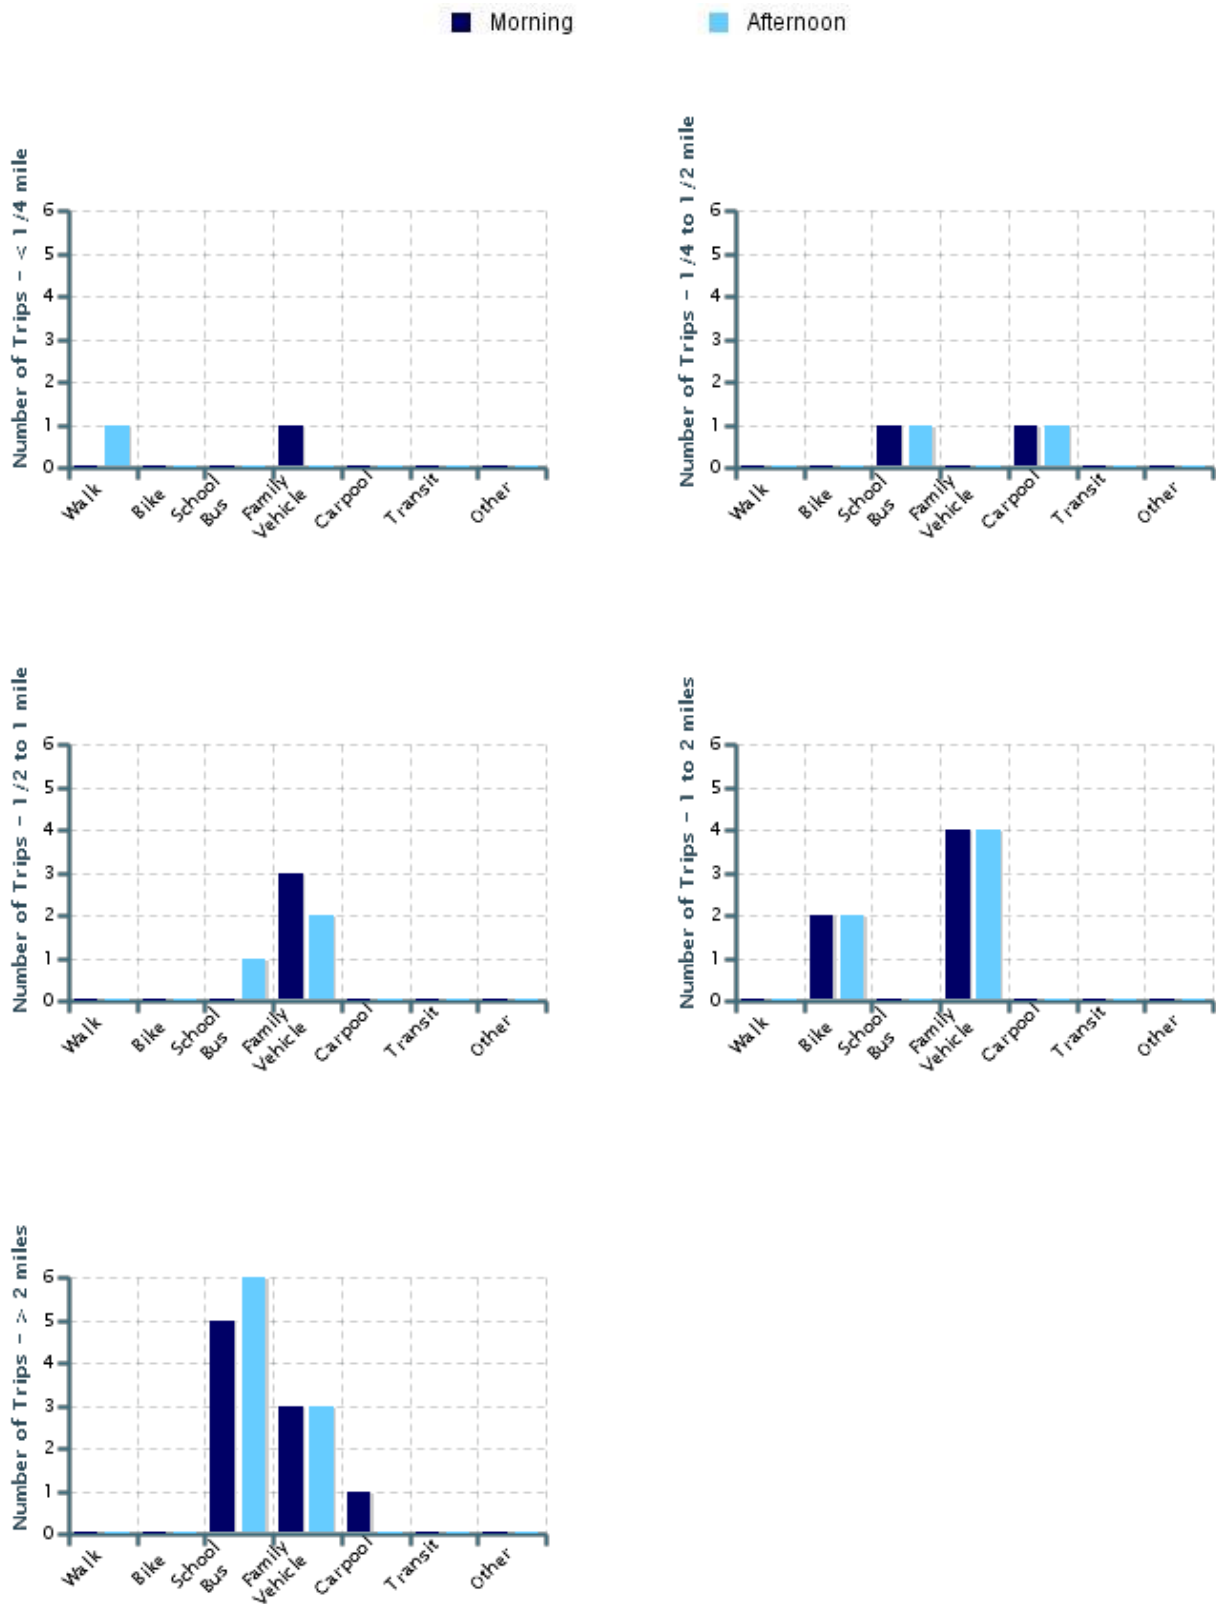 Morning
Afternoon
Number of Trips - < 1/4 mile
6
5
4
3
2
1
0
Walk
Bike
School
Bus
Family
Vehicle
Carpool
Transit
Other
Number of Trips - 1/4 to 1/2 mile
6
5
4
3
2
1
0
Walk
Bike
School
Bus
Family
Vehicle
Carpool
Transit
Other
Number of Trips - 1/2 to 1 mile
6
5
4
3
2
1
0
Walk
Bike
School
Bus
Family
Vehicle
Carpool
Transit
Other
Number of Trips - 1 to 2 miles
6
5
4
3
2
1
0
Walk
Bike
School
Bus
Family
Vehicle
Carpool
Transit
Other
Number of Trips - > 2 miles
6
5
4
3
2
1
0
Walk
Bike
School
Bus
Family
Vehicle
Carpool
Transit
Other